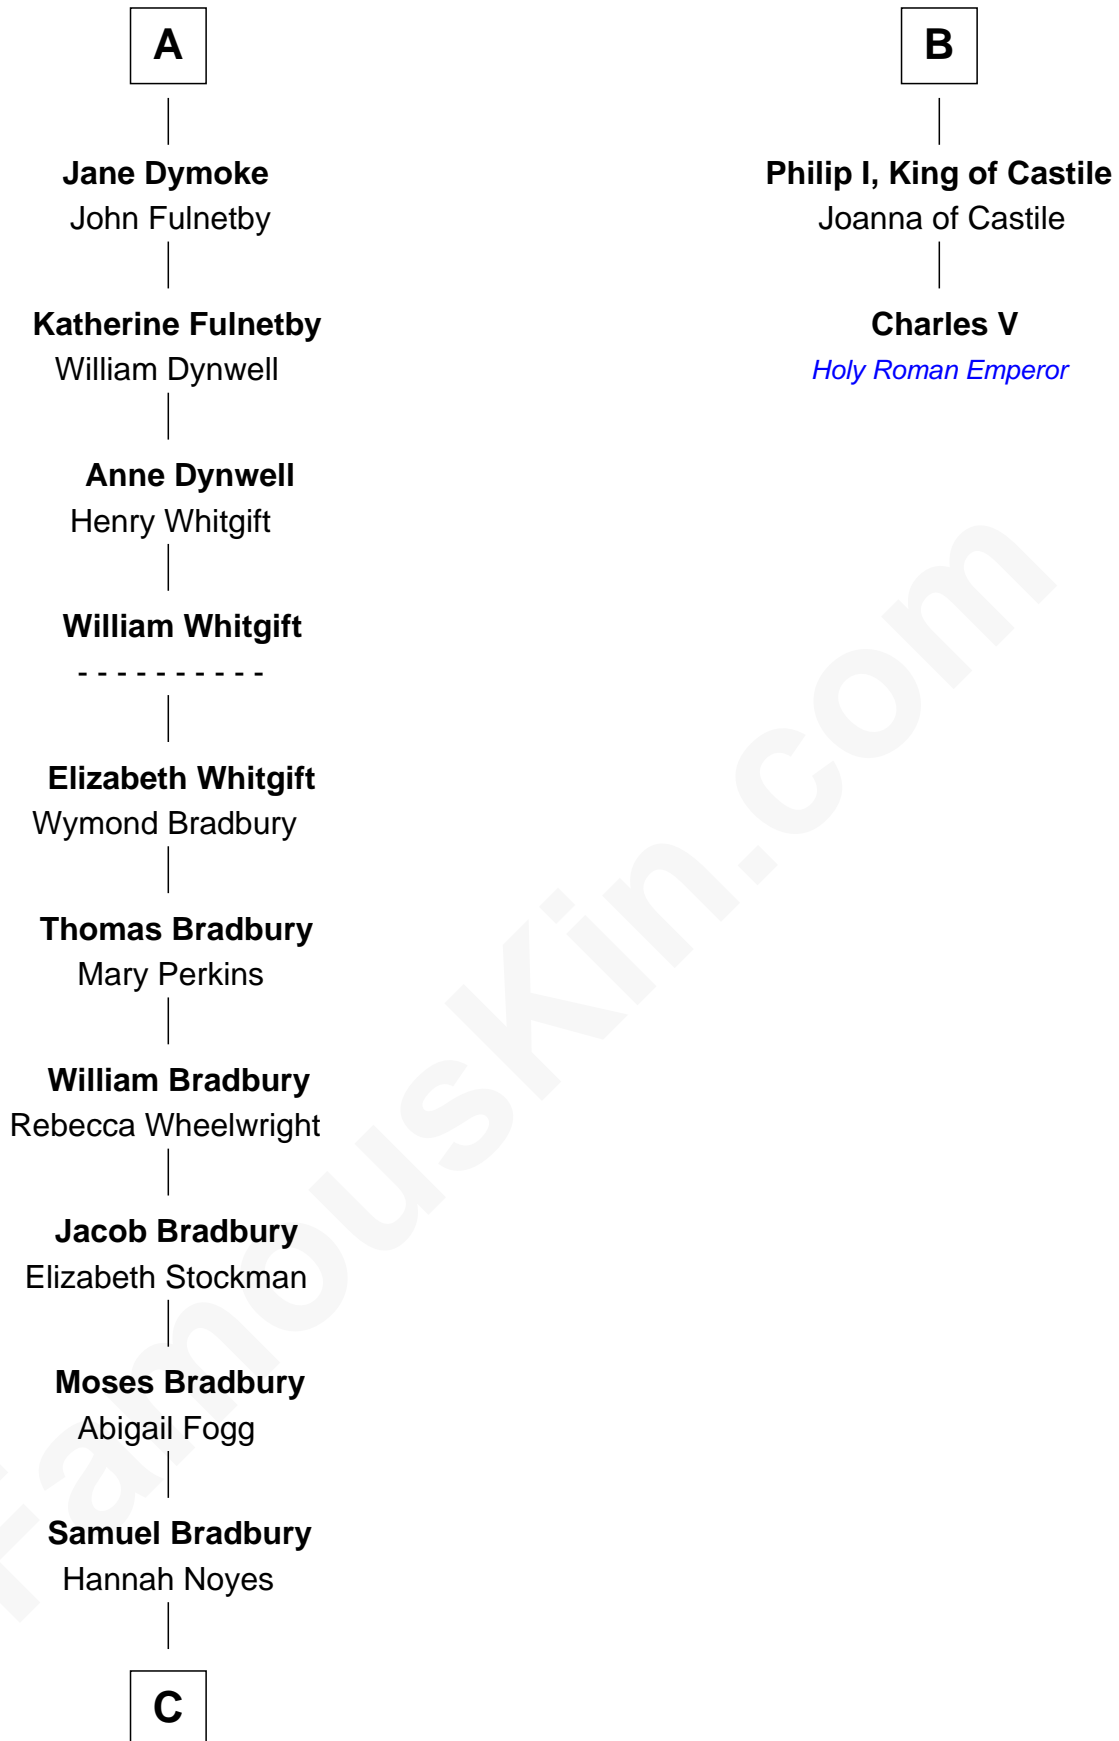 A
Jane Dymoke
John Fulnetby
Katherine Fulnetby
William Dynwell
Anne Dynwell
Henry Whitgift
William Whitgift
- - - - - - - - - -
Elizabeth Whitgift
Wymond Bradbury
Thomas Bradbury
Mary Perkins
William Bradbury
Rebecca Wheelwright
Jacob Bradbury
Elizabeth Stockman
Moses Bradbury
Abigail Fogg
Samuel Bradbury
Hannah Noyes
C
B
Philip I, King of Castile
Joanna of Castile
Charles V
Holy Roman Emperor
FamousKin.com